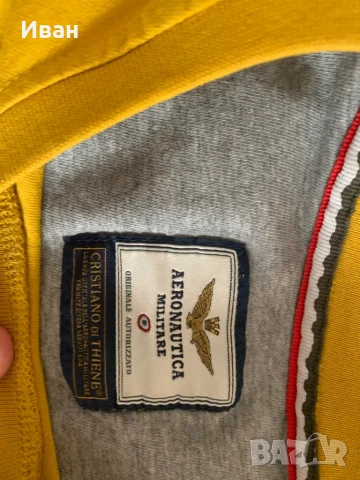 Иван
AERONAUTICA
MILITARE
ORIGINALE AUTORIZZATO
CRISTIANO DI THIENE®
BAZAR